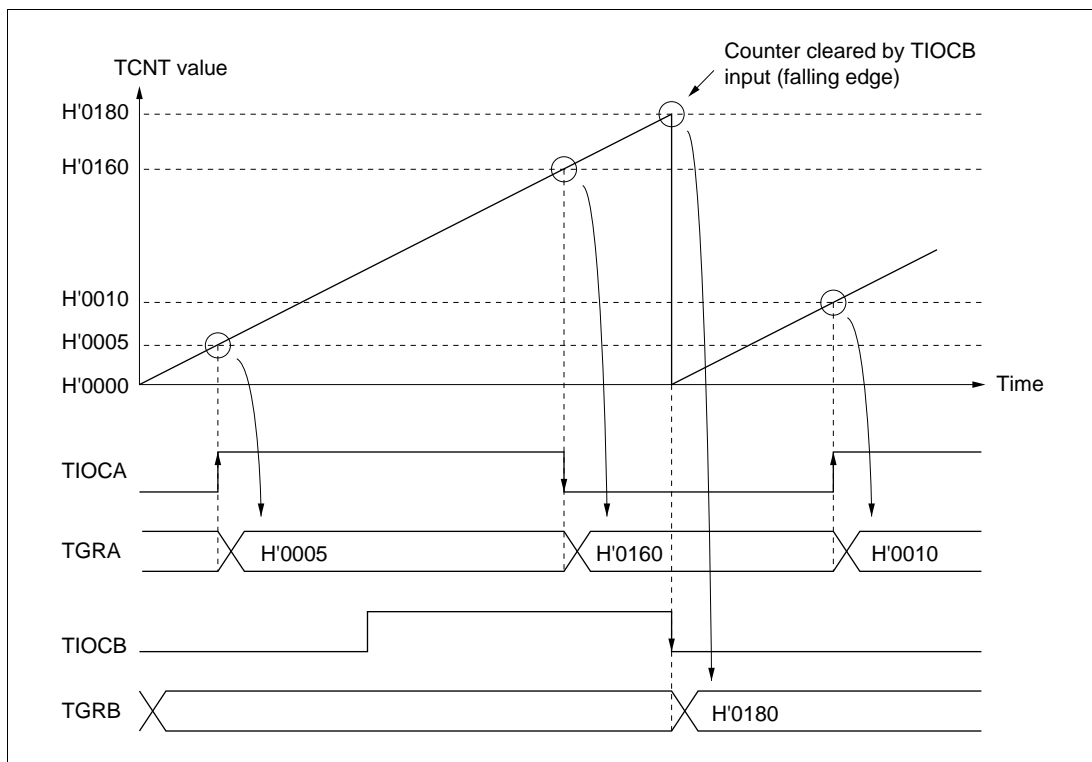 Counter cleared by TIOCB
input (falling edge)
TCNT value
H'0180
H'0160
H'0010
H'0005
H'0000
Time
TIOCA
TGRA
H'0005
H'0160
H'0010
TIOCB
TGRB
H'0180